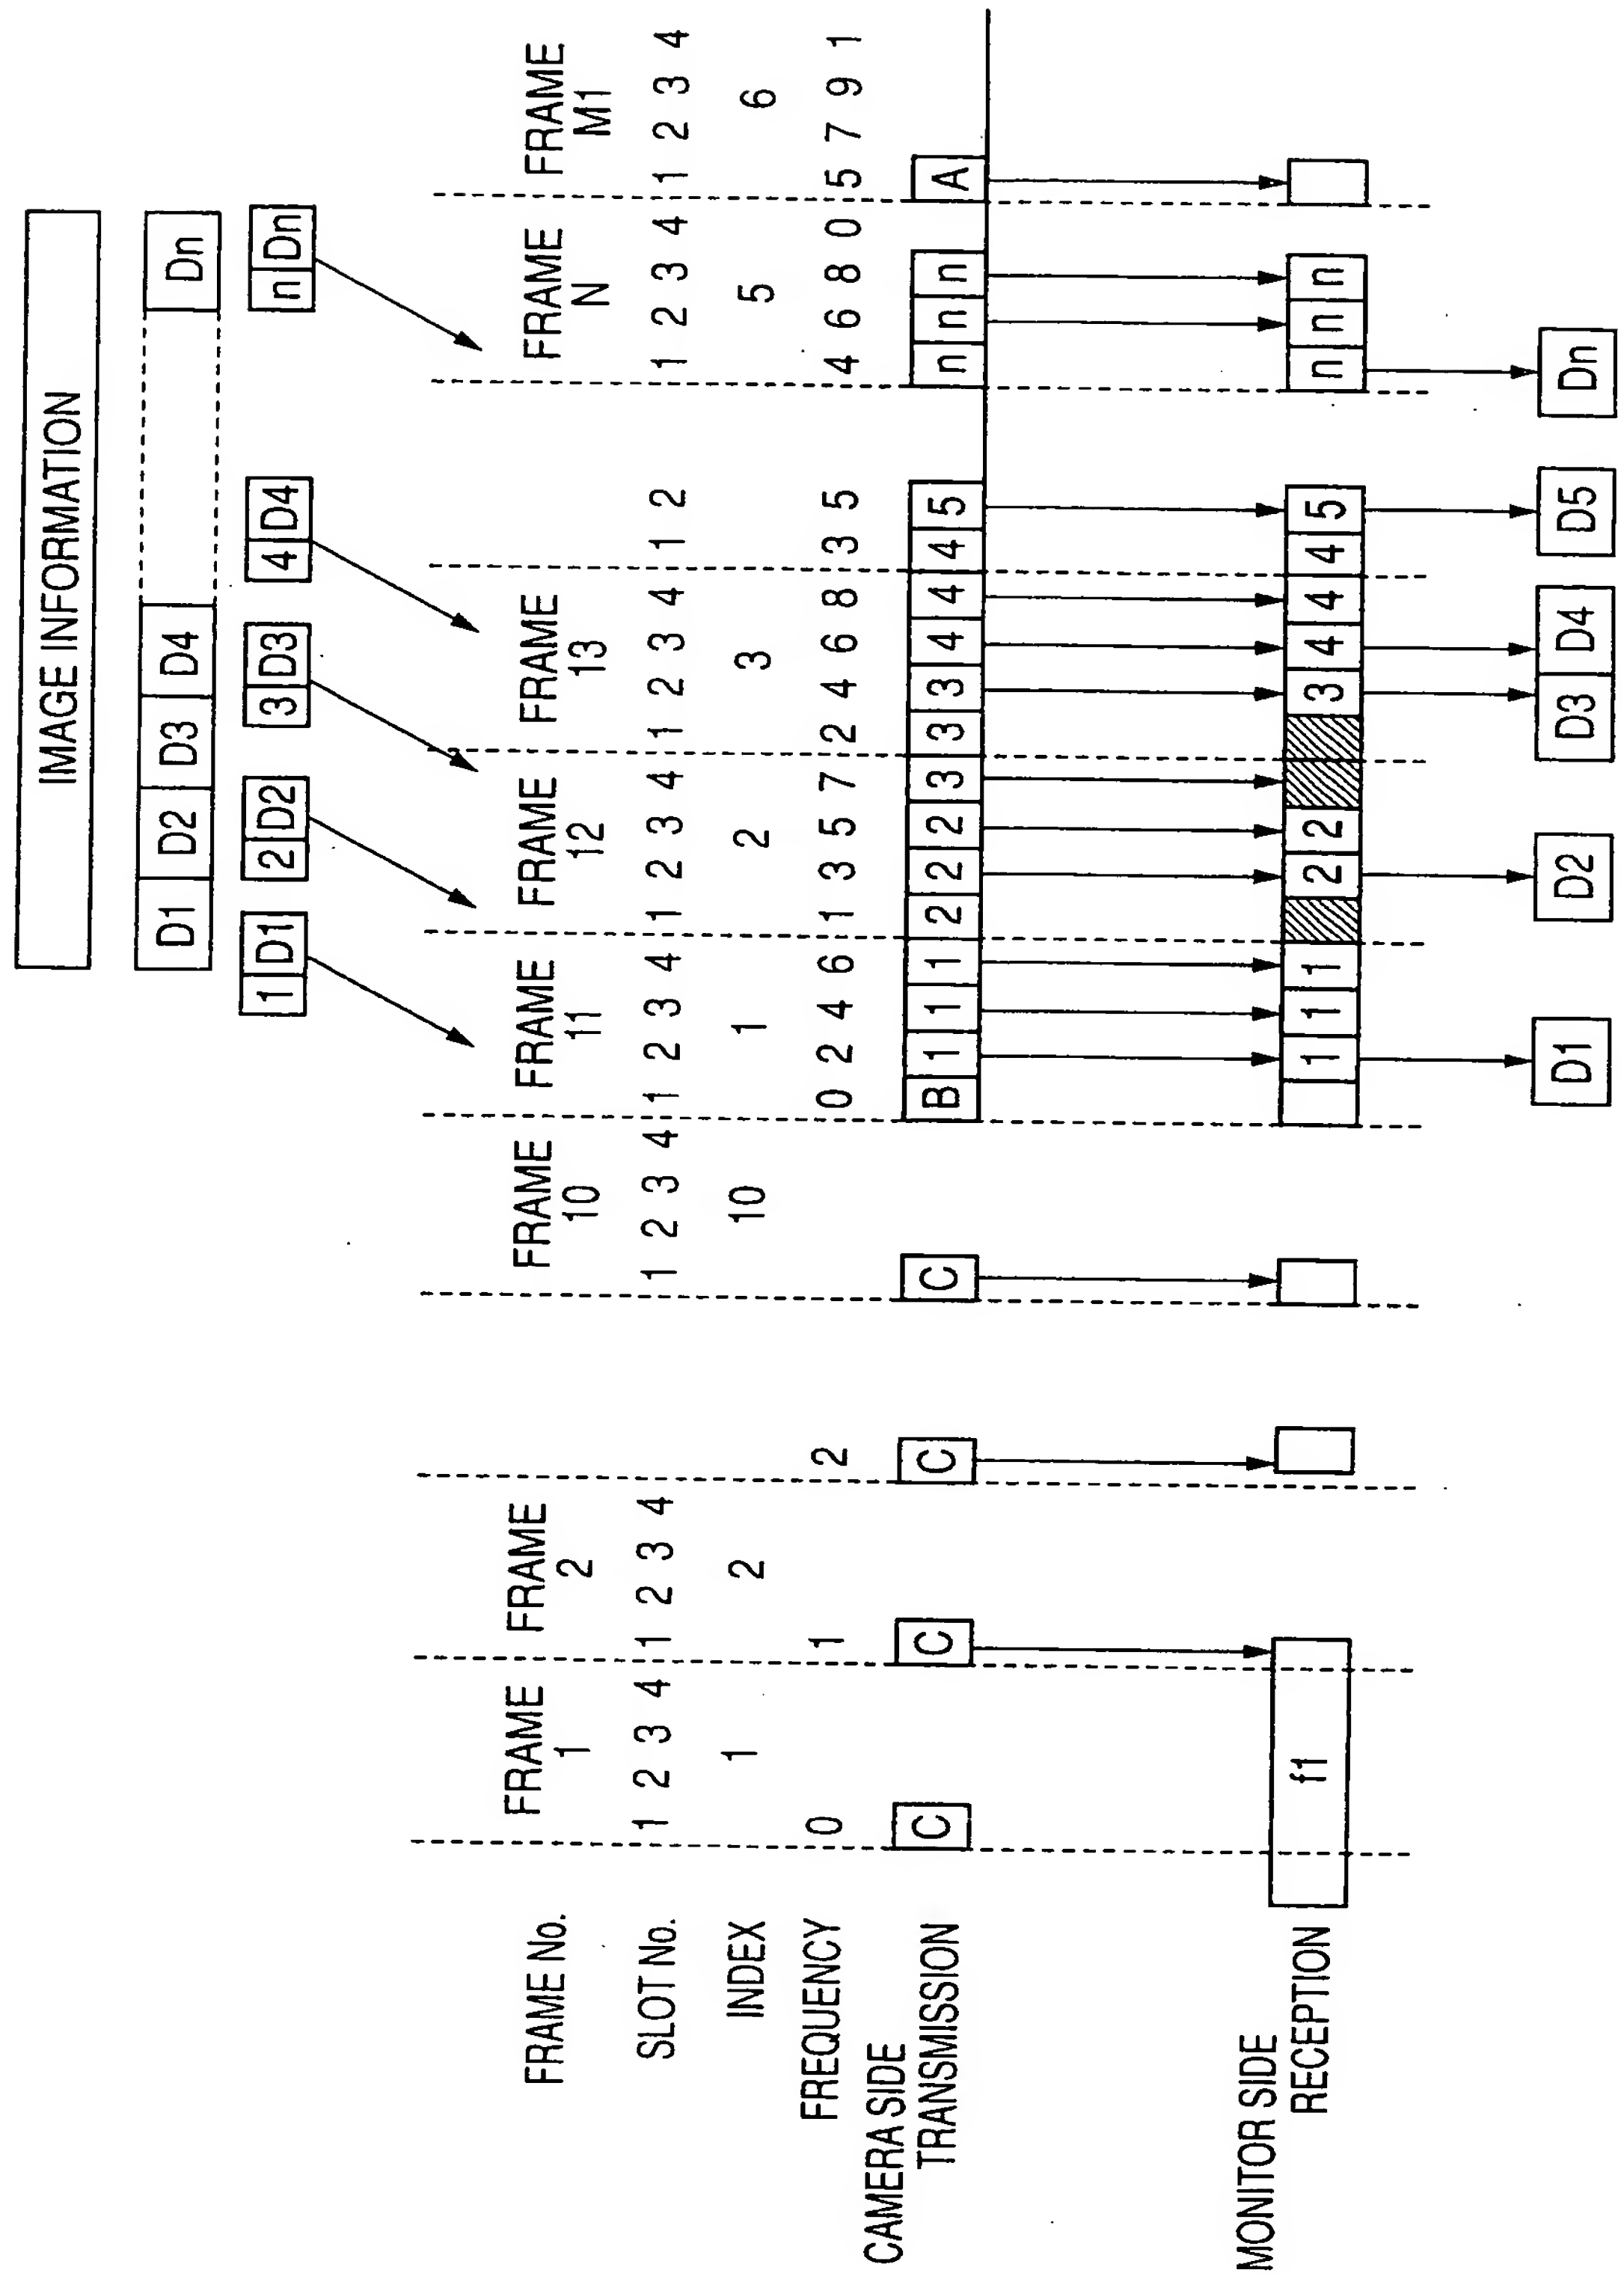 IMAGE INFORMATION
D1 D2 D3 D4 Dn
1 D1 2 D2 3 D3 4 D4 n Dn
FRAME No. FRAME 1 FRAME 2 FRAME 10 FRAME 11 FRAME 12 FRAME 13 FRAME N FRAME M1
SLOT No. 1 2 3 4 1 2 3 4 1 2 3 4 1 2 3 4 1 2 3 4 1 2 3 4 1 2 1 2 3 4 1 2 3 4
INDEX 1 2 10 1 2 3 5 6
FREQUENCY 0 1 2 0 2 4 6 1 3 5 7 2 4 6 8 3 5 4 6 8 0 5 7 9 1
CAMERA SIDE
TRANSMISSION C C C C B 1 1 1 2 2 2 3 3 3 4 4 4 5 n n n A
MONITOR SIDE
RECEPTION f1 1 1 1 2 2 3 4 4 4 5 n n n
D1 D2 D3 D4 D5 Dn